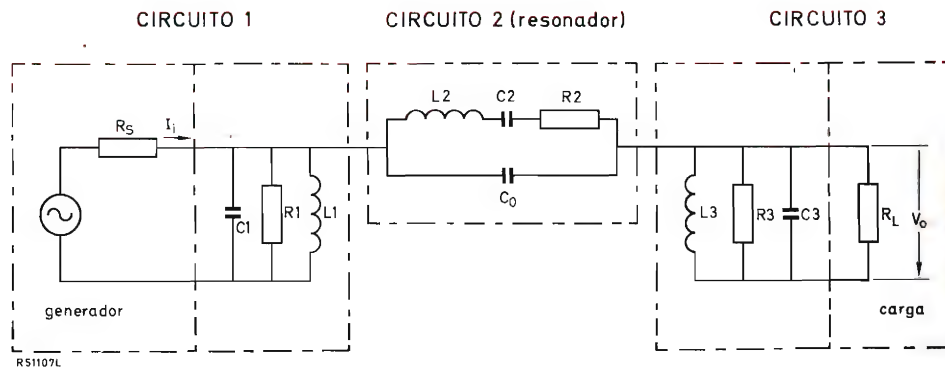 CIRCUITO 1
CIRCUITO 2 (resonador)
CIRCUITO 3
RS
Ii
C1
R1
L1
generador
L2
C2
R2
C0
L3
R3
C3
RL
Vo
carga
RS1107L